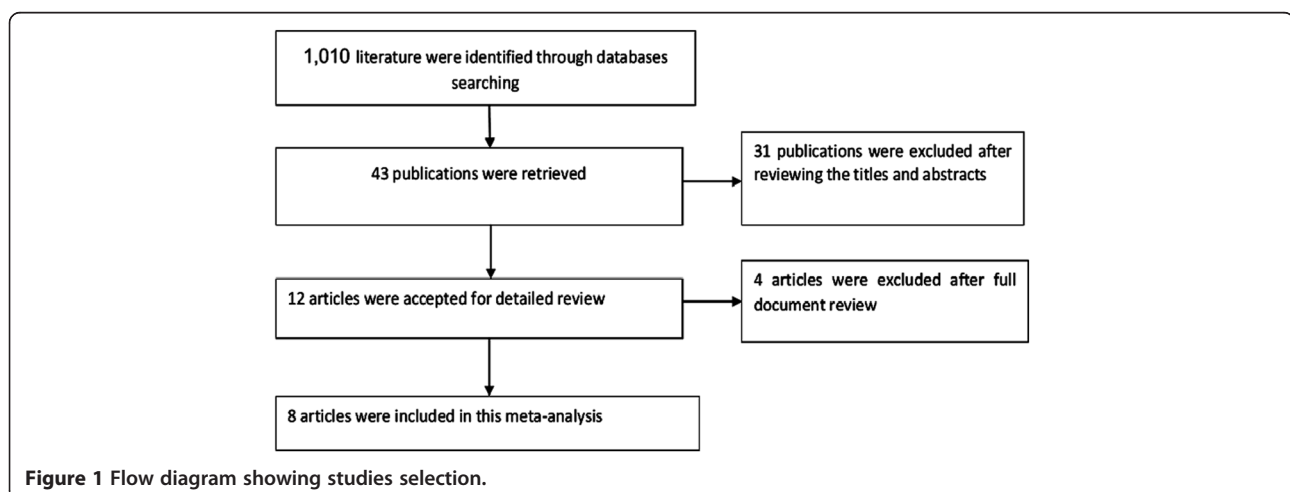 1,010 literature were identified through databases
searching
43 publications were retrieved
31 publications were excluded after
reviewing the titles and abstracts
12 articles were accepted for detailed review
4 articles were excluded after full
document review
8 articles were included in this meta-analysis
Figure 1 Flow diagram showing studies selection.